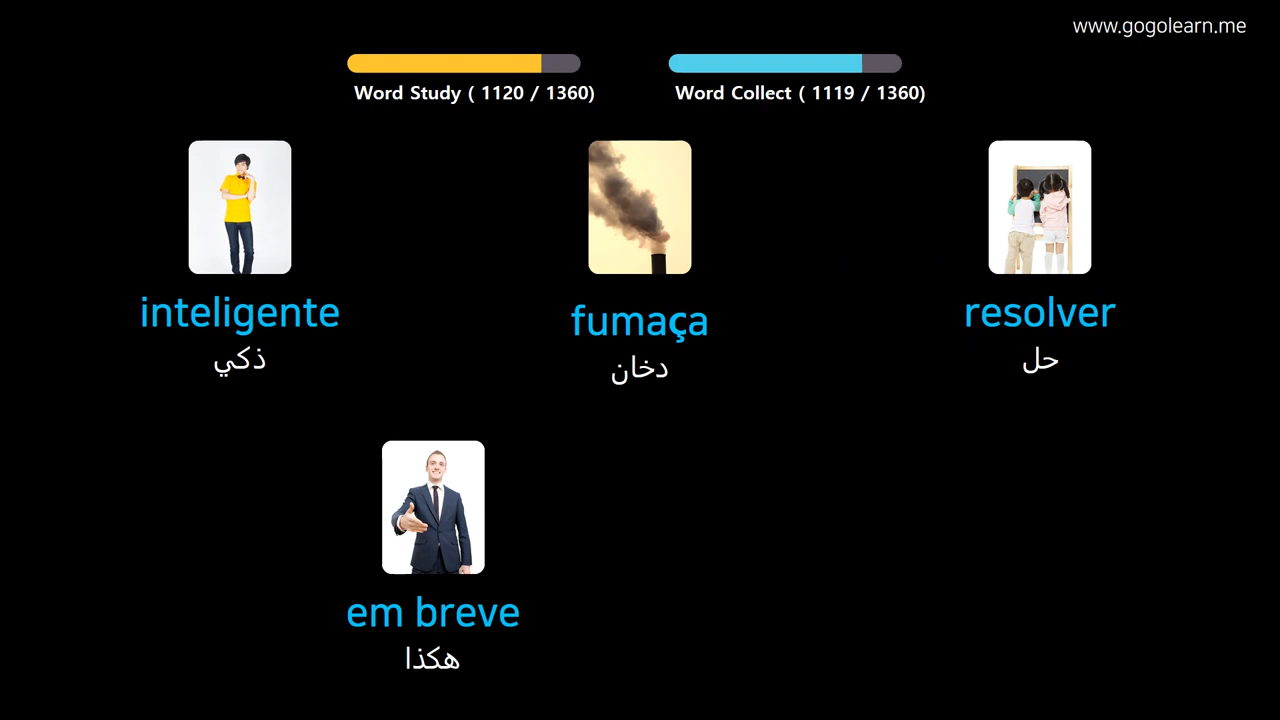 www.gogolearn.me
Word Study ( 1120 / 1360)
Word Collect ( 1119 / 1360)
inteligente
ذكي
fumaça
دخان
resolver
حل
em breve
هكذا